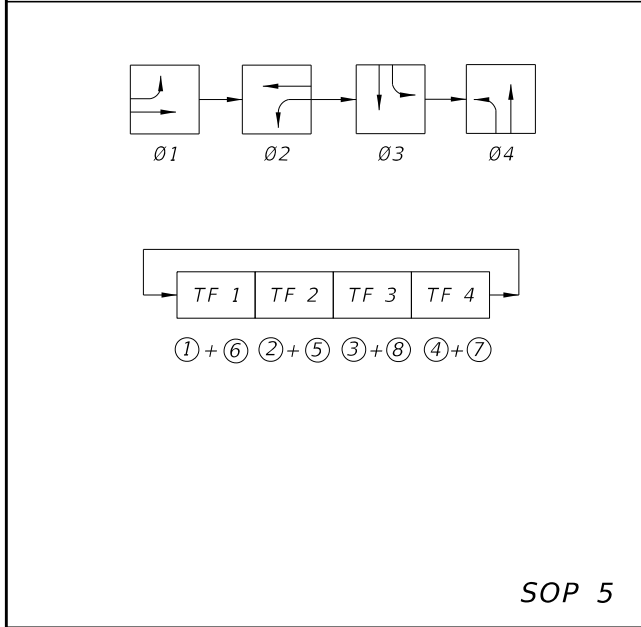 Ø1 Ø2 Ø3 Ø4
TF 1 TF 2 TF 3 TF 4
①+⑥ ②+⑤ ③+⑧ ④+⑦
SOP 5